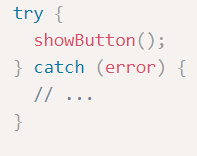 try {
  showButton();
} catch (error) {
  // ...
}